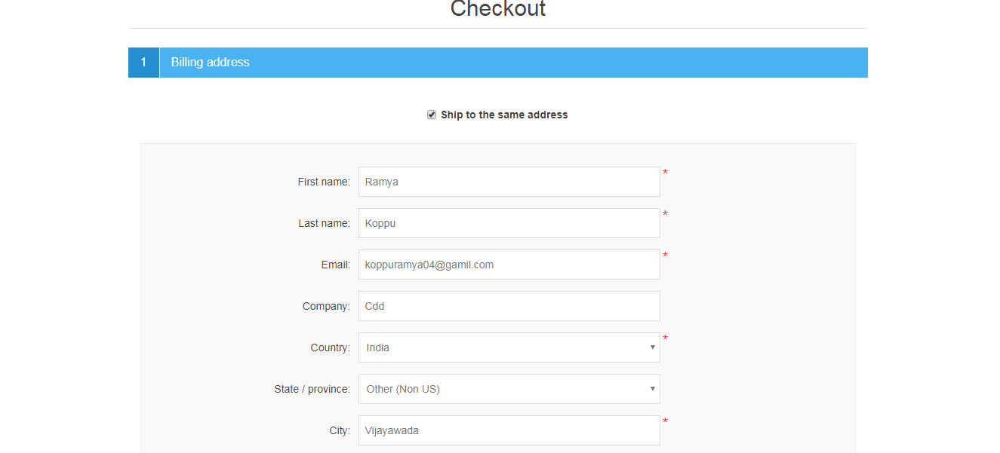 Checkout
1 Billing address
Ship to the same address
First name: Ramya *
Last name: Koppu *
Email: koppuramya04@gamil.com *
Company: Cdd
Country: India *
State / province: Other (Non US)
City: Vijayawada *